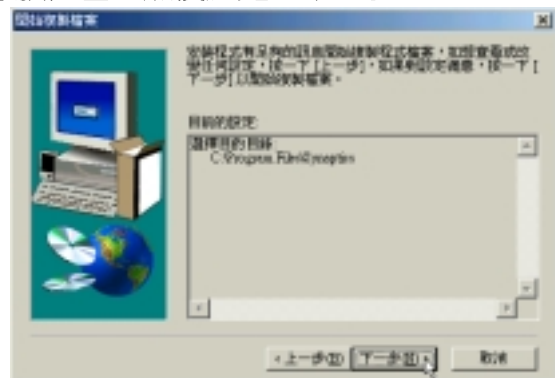 開始複製檔案
安裝程式有足夠的訊息開始複製程式檔案。如想查看或改
變任何設定,按一下 [上一步]。如果對設定滿意,按一下 [
下一步] 以開始複製檔案。
目前的設定:
選擇目的目錄
C:\Program Files\Synaptics
< 上一步(B)
下一步(N) >
取消